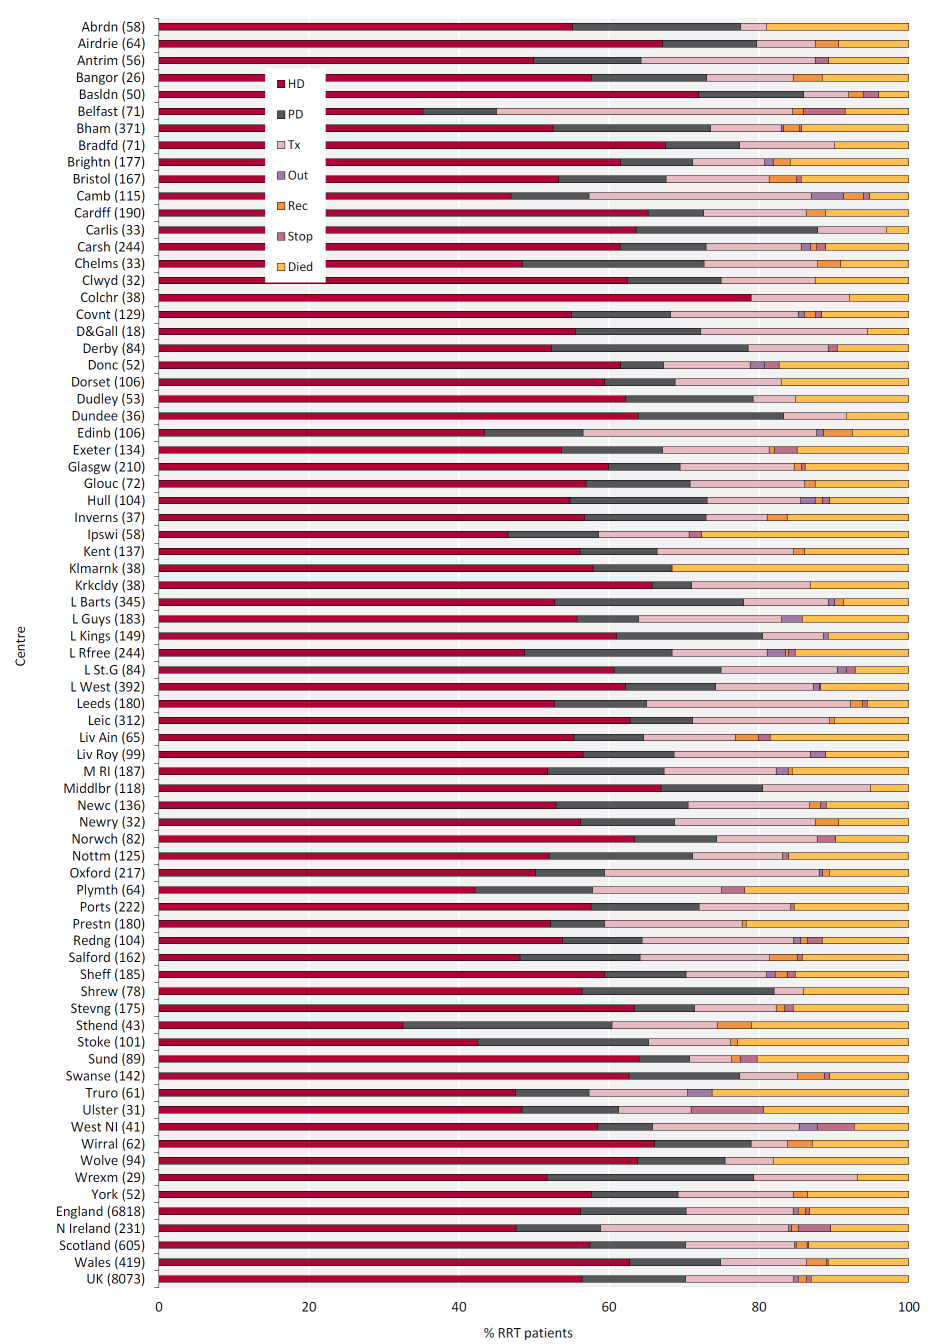 Abrdn (58)
Airdrie (64)
Antrim (56)
Bangor (26)
Basldn (50)
Belfast (71)
Bham (371)
Bradfd (71)
Brightn (177)
Bristol (167)
Camb (115)
Cardff (190)
Carlis (33)
Carsh (244)
Chelms (33)
Clwyd (32)
Colchr (38)
Covnt (129)
D&Gall (18)
Derby (84)
Donc (52)
Dorset (106)
Dudley (53)
Dundee (36)
Edinb (106)
Exeter (134)
Glasgw (210)
Glouc (72)
Hull (104)
Inverns (37)
Ipswi (58)
Kent (137)
Klmarnk (38)
Krkcldy (38)
L Barts (345)
L Guys (183)
L Kings (149)
L Rfree (244)
L St.G (84)
L West (392)
Leeds (180)
Leic (312)
Liv Ain (65)
Liv Roy (99)
M RI (187)
Middlbr (118)
Newc (136)
Newry (32)
Norwch (82)
Nottm (125)
Oxford (217)
Plymth (64)
Ports (222)
Prestn (180)
Redng (104)
Salford (162)
Sheff (185)
Shrew (78)
Stevng (175)
Sthend (43)
Stoke (101)
Sund (89)
Swanse (142)
Truro (61)
Ulster (31)
West NI (41)
Wirral (62)
Wolve (94)
Wrexm (29)
York (52)
England (6818)
N Ireland (231)
Scotland (605)
Wales (419)
UK (8073)
HD
PD
Tx
Out
Rec
Stop
Died
Centre
0 20 40 60 80 100
% RRT patients